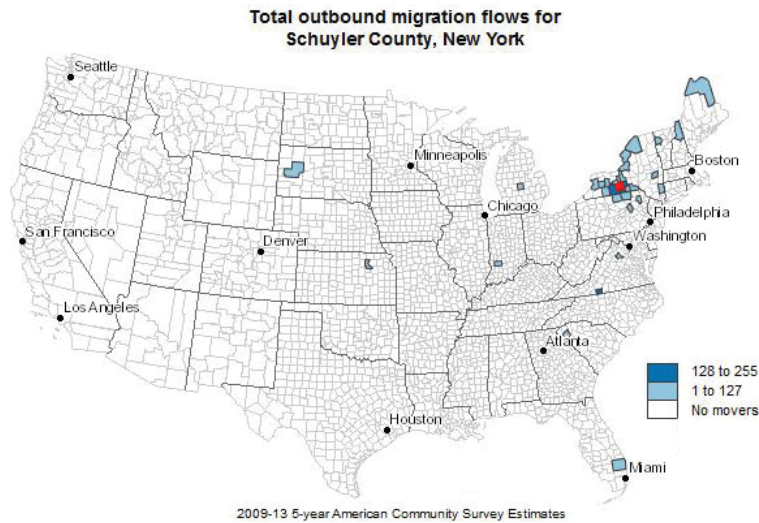 Total outbound migration flows for
Schuyler County, New York
Seattle
Minneapolis
Boston
Chicago
Philadelphia
San Francisco
Denver
Washington
Los Angeles
Atlanta
128 to 255
1 to 127
No movers
Houston
Miami
2009-13 5-year American Community Survey Estimates